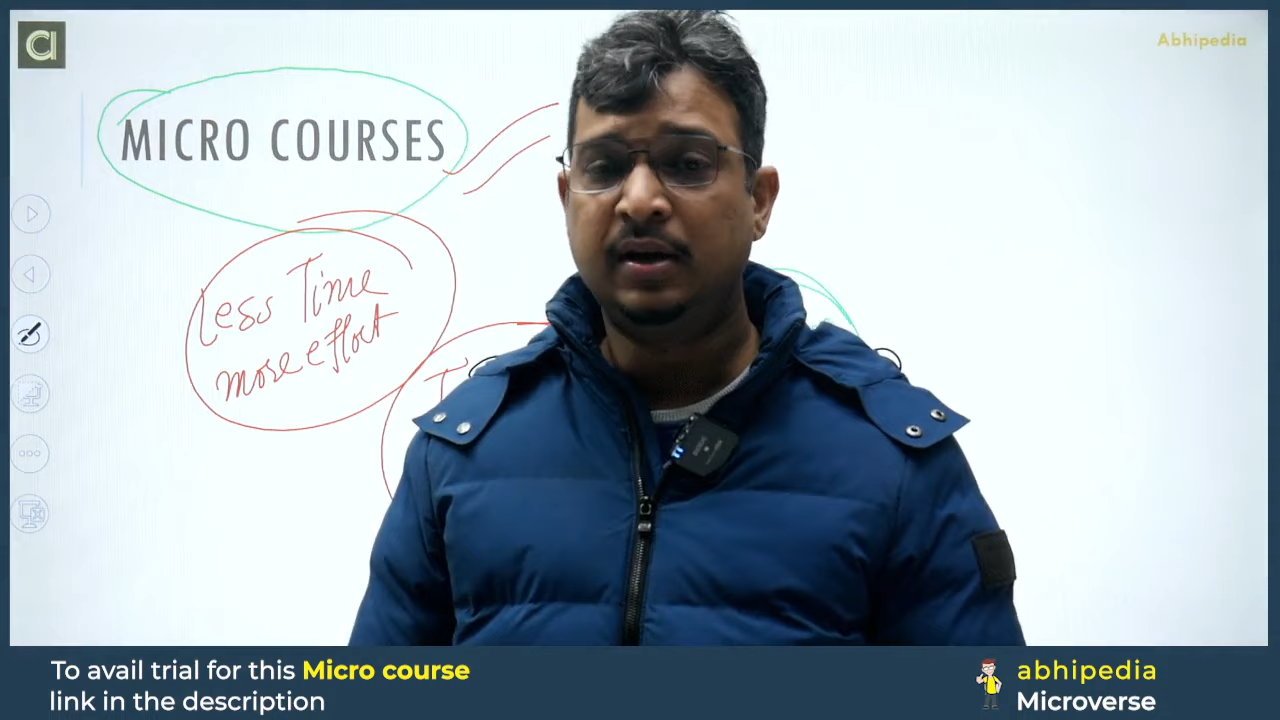 Abhipedia
MICRO COURSES
Less Time
more effort
To avail trial for this Micro course
link in the description
abhipedia
Microverse